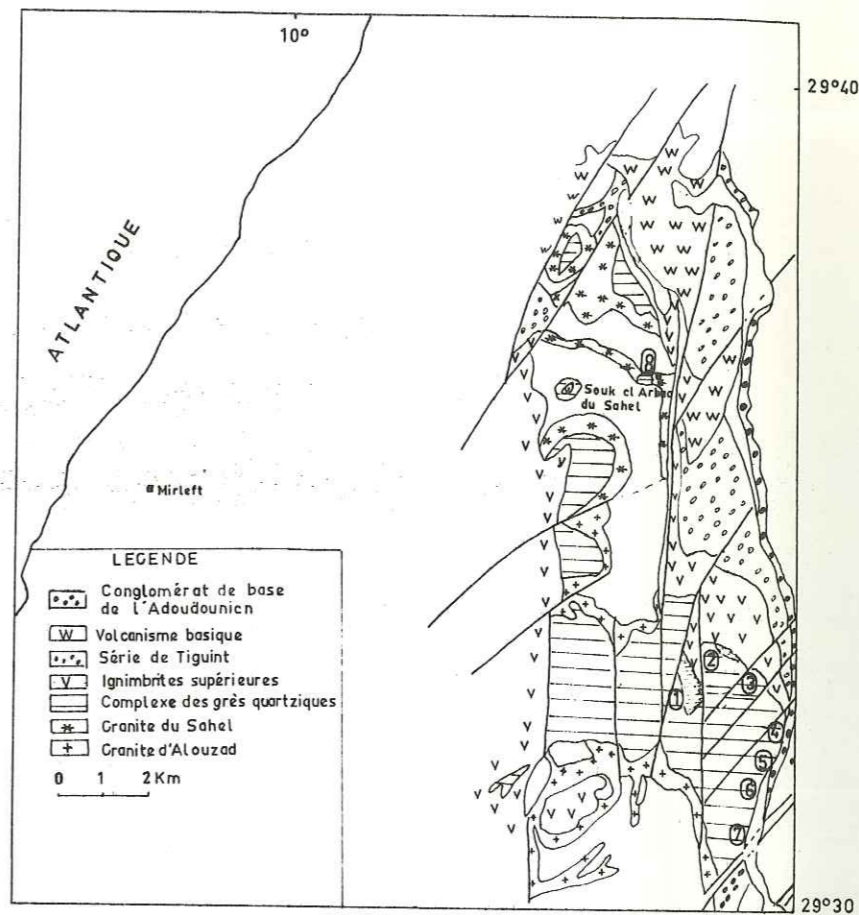 10°
29°40
ATLANTIQUE
8
Souk el Arbaa
du Sahel
Mirleft
LEGENDE
Conglomérat de base
de l'Adoudounien
W Volcanisme basique
Série de Tiguint
V Ignimbrites supérieures
Complexe des grès quartziques
* Granite du Sahel
+ Granite d'Alouzad
0 1 2 Km
1
2
3
4
5
6
7
29°30